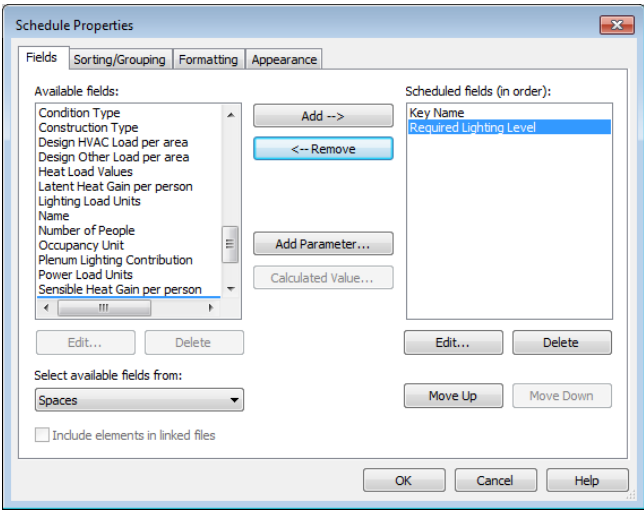 Schedule Properties
Fields
Sorting/Grouping
Formatting
Appearance
Available fields:
Condition Type
Construction Type
Design HVAC Load per area
Design Other Load per area
Heat Load Values
Latent Heat Gain per person
Lighting Load Units
Name
Number of People
Occupancy Unit
Plenum Lighting Contribution
Power Load Units
Sensible Heat Gain per person
Edit...
Delete
Select available fields from:
Spaces
Include elements in linked files
Add -->
<-- Remove
Add Parameter...
Calculated Value...
Scheduled fields (in order):
Key Name
Required Lighting Level
Edit...
Delete
Move Up
Move Down
OK
Cancel
Help